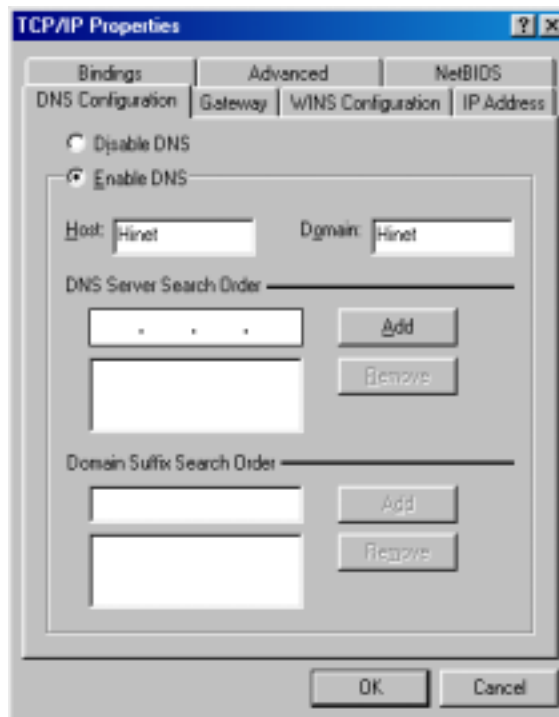 TCP/IP Properties
Bindings Advanced NetBIOS
DNS Configuration Gateway WINS Configuration IP Address
Disable DNS
Enable DNS
Host: Hinet Domain: Hinet
DNS Server Search Order
. . . Add
Remove
Domain Suffix Search Order
Add
Remove
OK Cancel